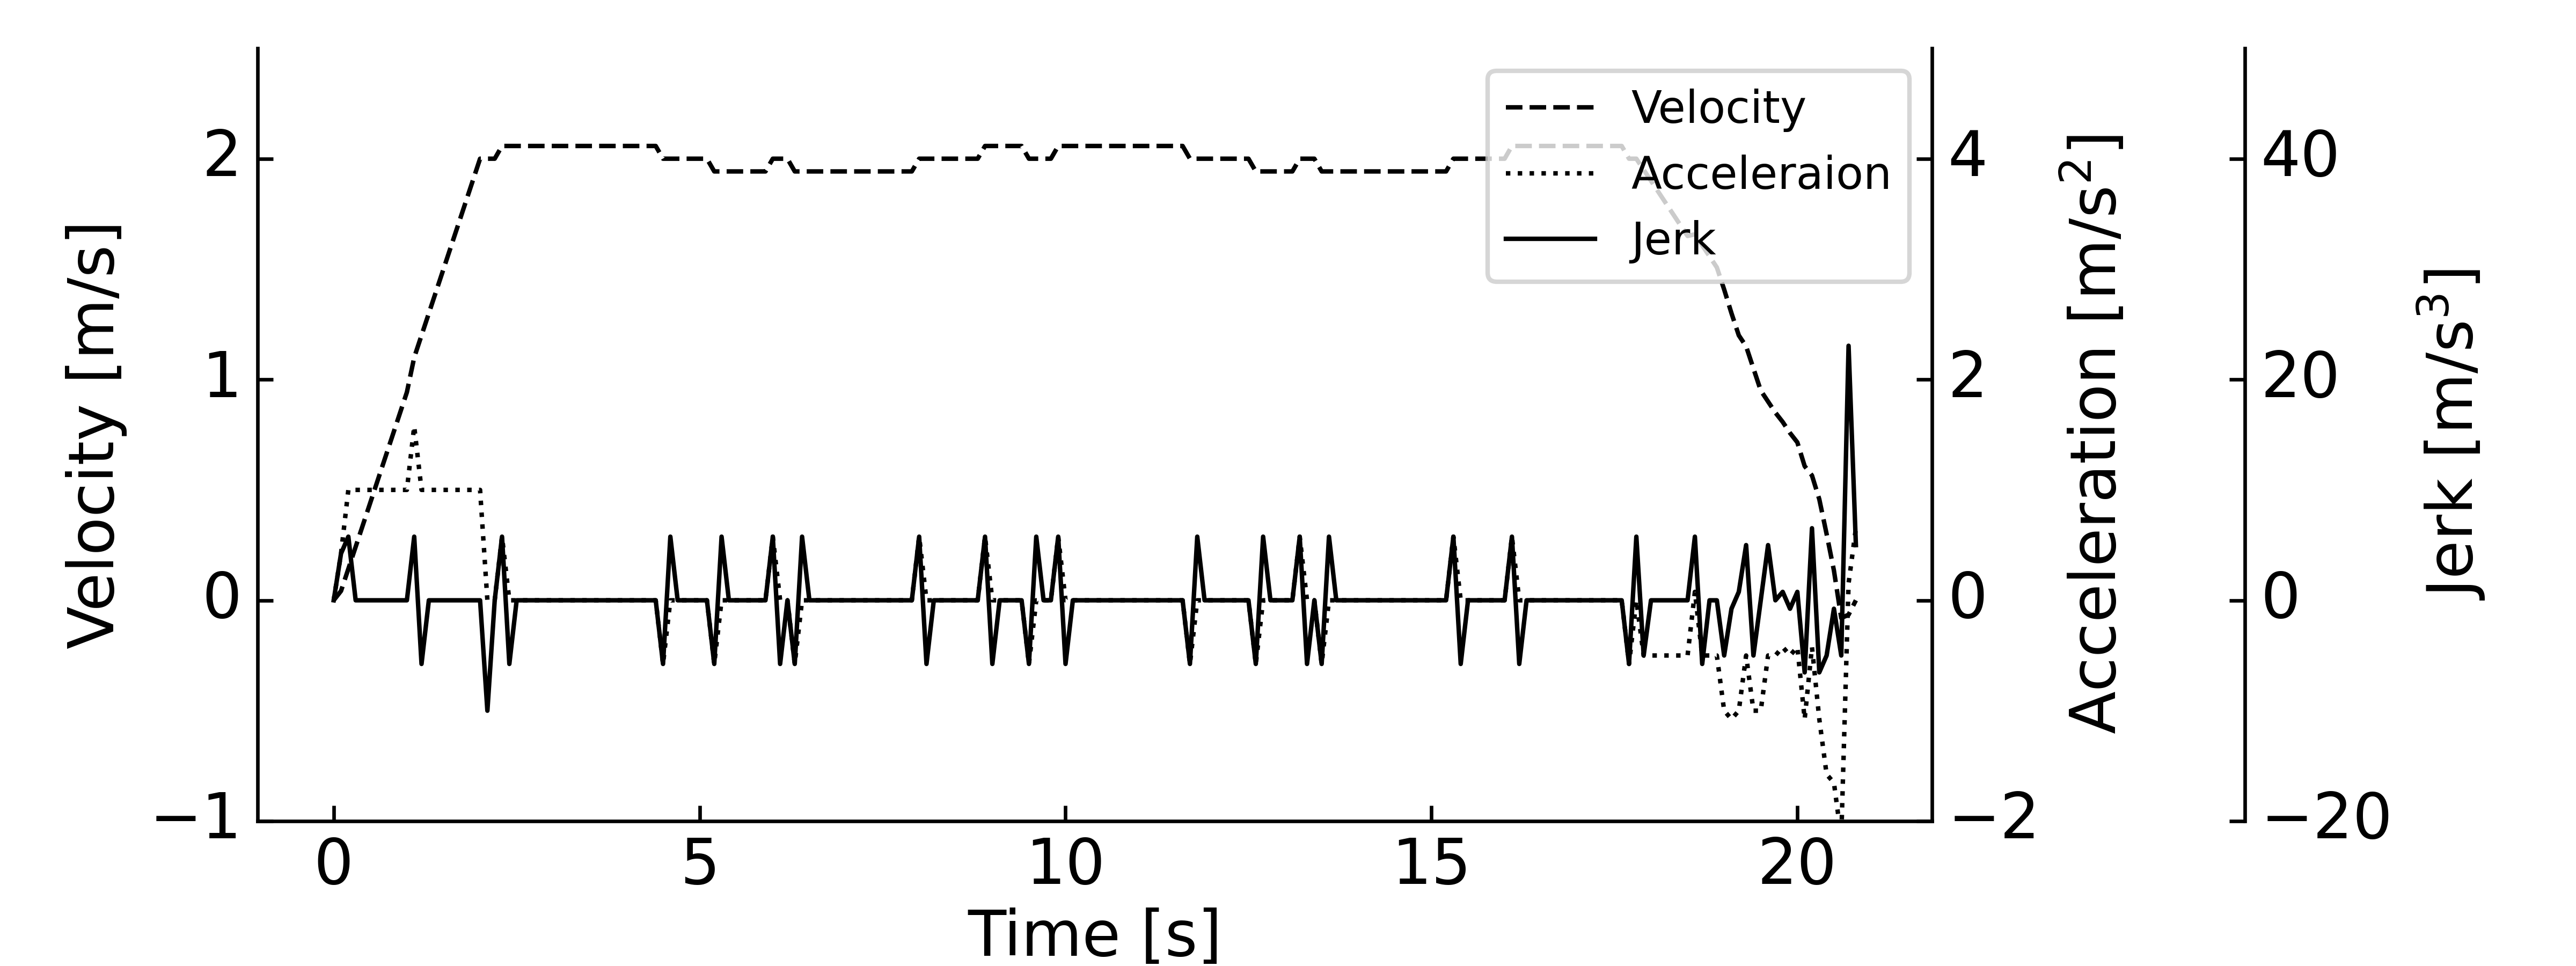 Velocity [m/s]
2
1
0
−1
Velocity
Acceleraion
Jerk
4
2
0
−2
Acceleration [m/s²]
40
20
0
−20
Jerk [m/s³]
0 5 10 15 20
Time [s]